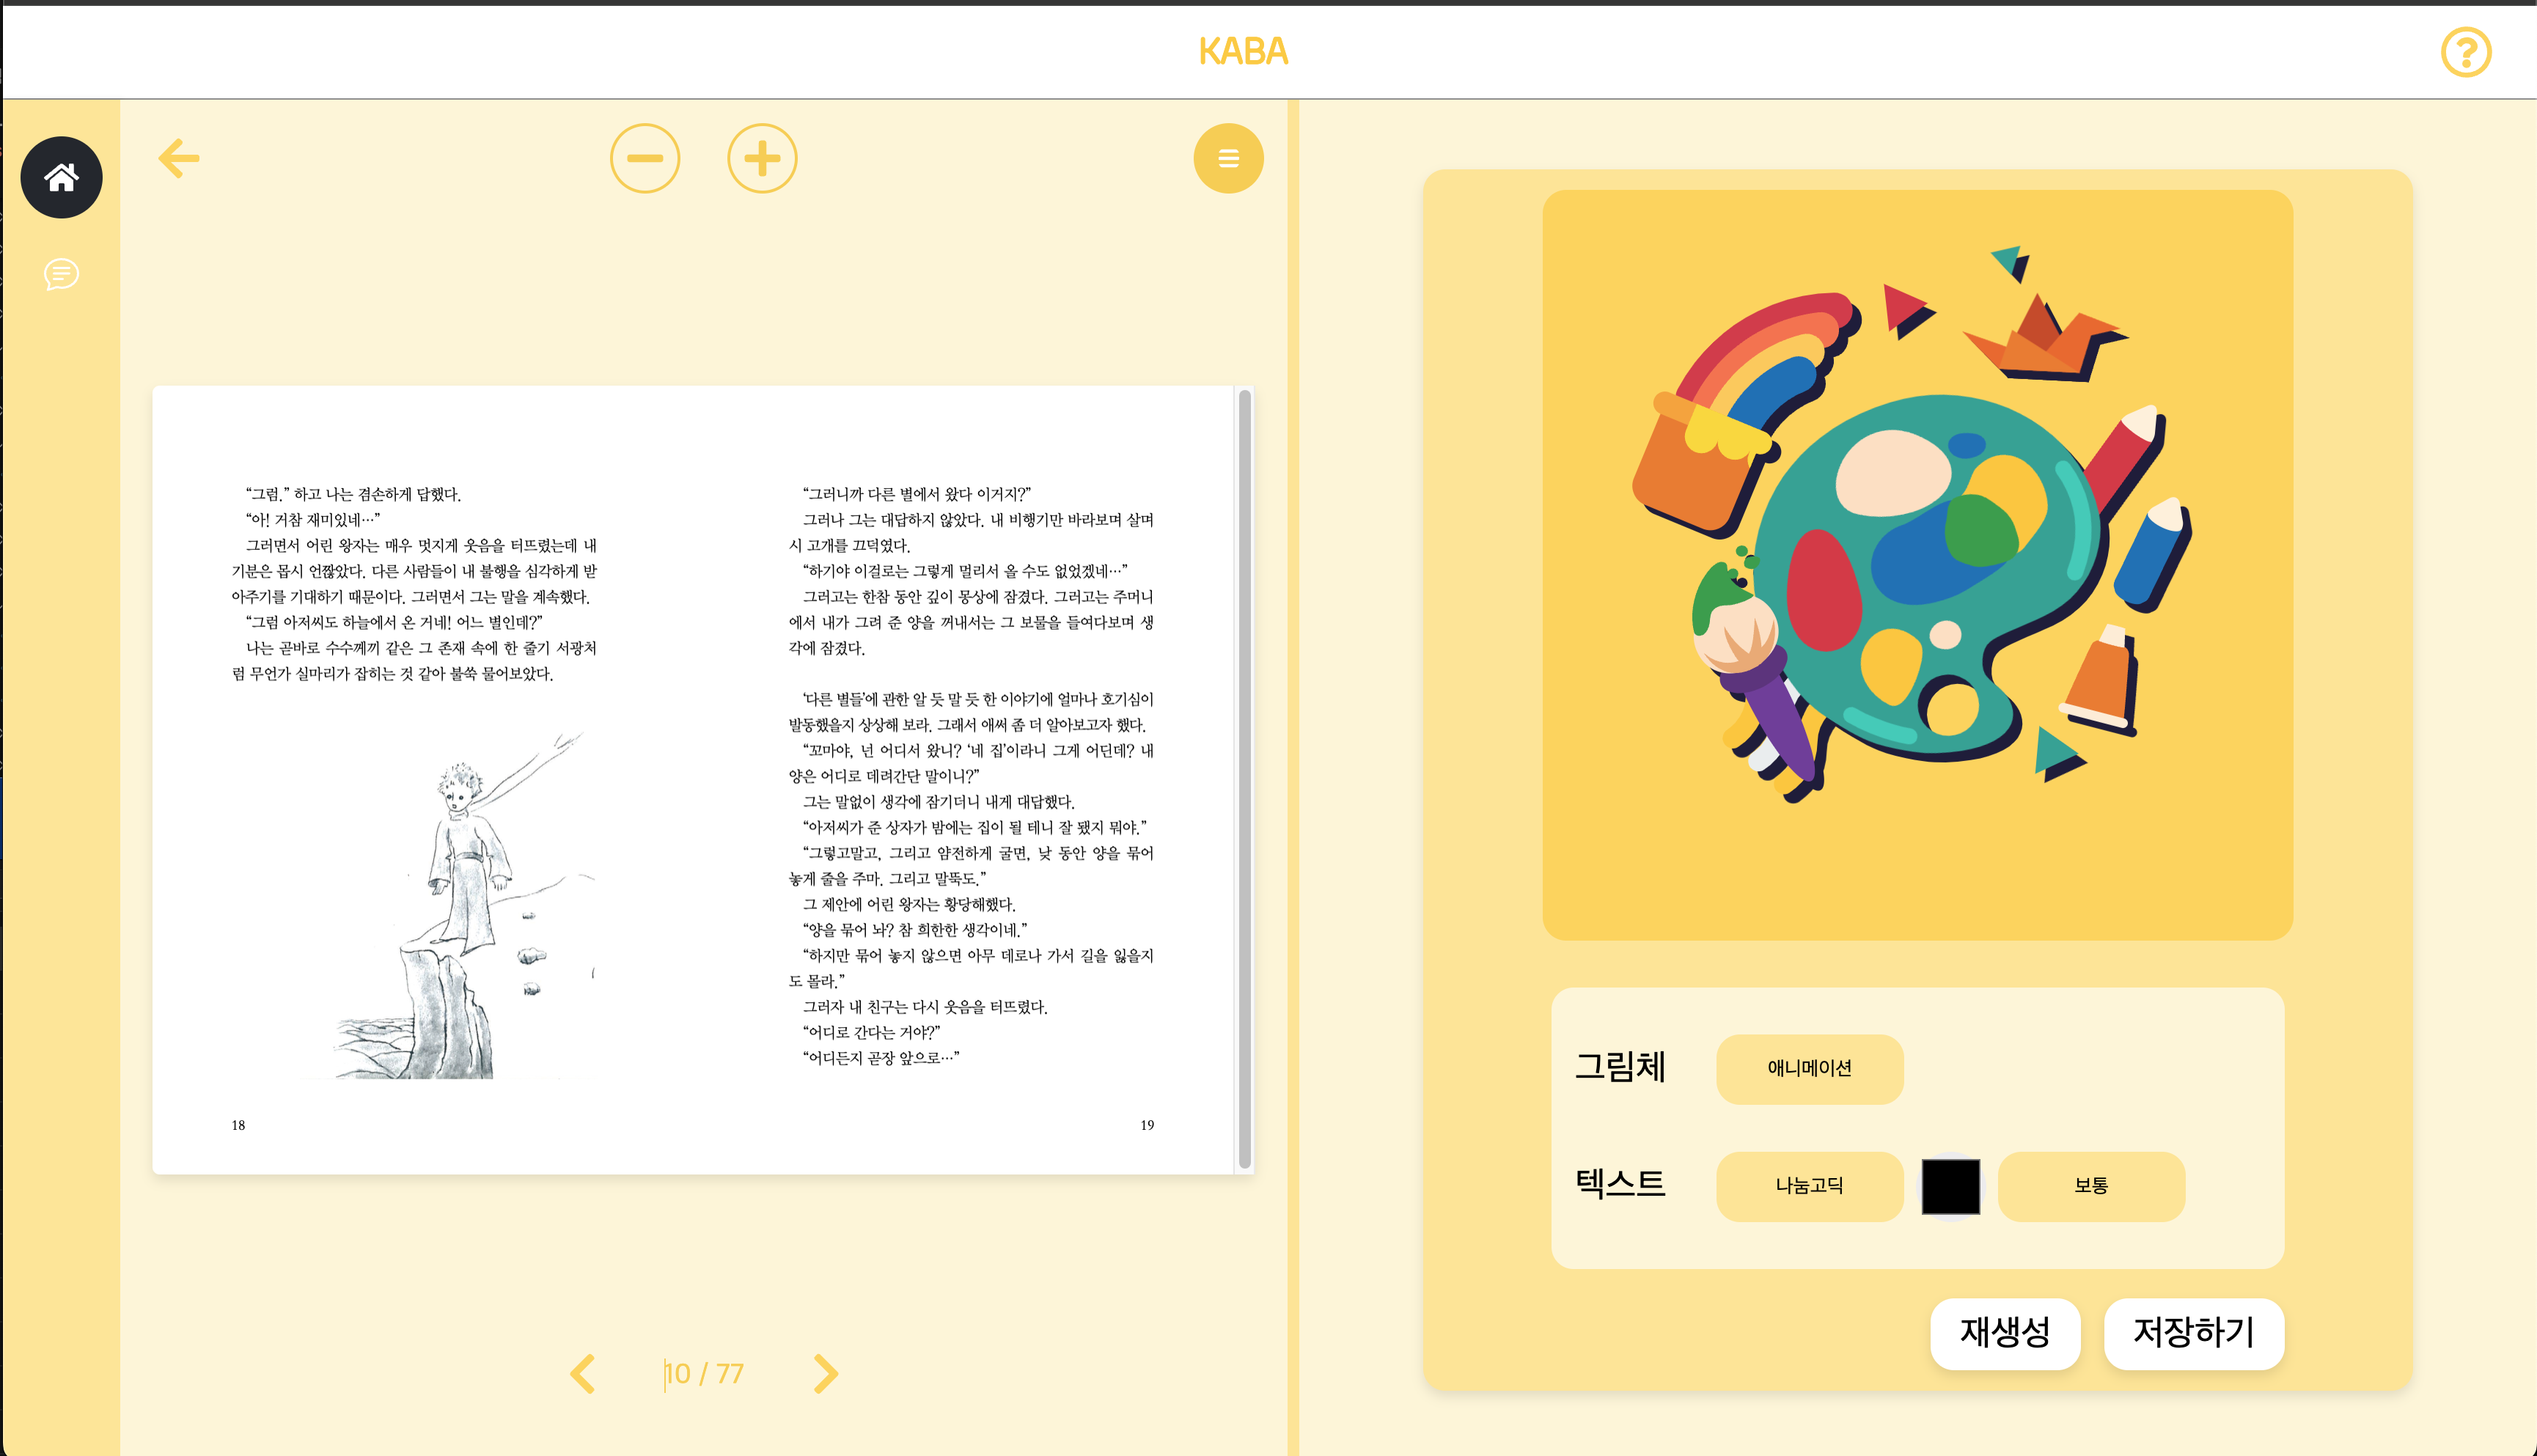 KABA
“그럼.” 하고 나는 겸손하게 답했다.
“아! 거참 재미있네…”
그러면서 어린 왕자는 매우 멋지게 웃음을 터뜨렸는데 내
기분은 몹시 언짢았다. 다른 사람들이 내 불행을 심각하게 받
아주기를 기대하기 때문이다. 그러면서 그는 말을 계속했다.
“그럼 아저씨도 하늘에서 온 거네! 어느 별인데?”
나는 곧바로 수수께끼 같은 그 존재 속에 한 줄기 서광처
럼 무언가 실마리가 잡히는 것 같아 불쑥 물어보았다.
18
“그러니까 다른 별에서 왔다 이거지?”
그러나 그는 대답하지 않았다. 내 비행기만 바라보며 살며
시 고개를 끄덕였다.
“하기야 이걸로는 그렇게 멀리서 올 수도 없었겠네…”
그러고는 한참 동안 깊이 몽상에 잠겼다. 그러고는 주머니
에서 내가 그려 준 양을 꺼내서는 그 보물을 들여다보며 생
각에 잠겼다.
‘다른 별들’에 관한 알 듯 말 듯 한 이야기에 얼마나 호기심이
발동했을지 상상해 보라. 그래서 애써 좀 더 알아보고자 했다.
“꼬마야, 넌 어디서 왔니? ‘네 집’이라니 그게 어딘데? 내
양은 어디로 데려간단 말이니?”
그는 말없이 생각에 잠기더니 내게 대답했다.
“아저씨가 준 상자가 밤에는 집이 될 테니 잘 됐지 뭐야.”
“그렇고말고, 그리고 얌전하게 굴면, 낮 동안 양을 묶어
놓게 줄을 주마. 그리고 말뚝도.”
그 제안에 어린 왕자는 황당해했다.
“양을 묶어 놔? 참 희한한 생각이네.”
“하지만 묶어 놓지 않으면 아무 데로나 가서 길을 잃을지
도 몰라.”
그러자 내 친구는 다시 웃음을 터뜨렸다.
“어디로 간다는 거야?”
“어디든지 곧장 앞으로…”
19
10 / 77
그림체 애니메이션
텍스트 나눔고딕 보통
재생성 저장하기